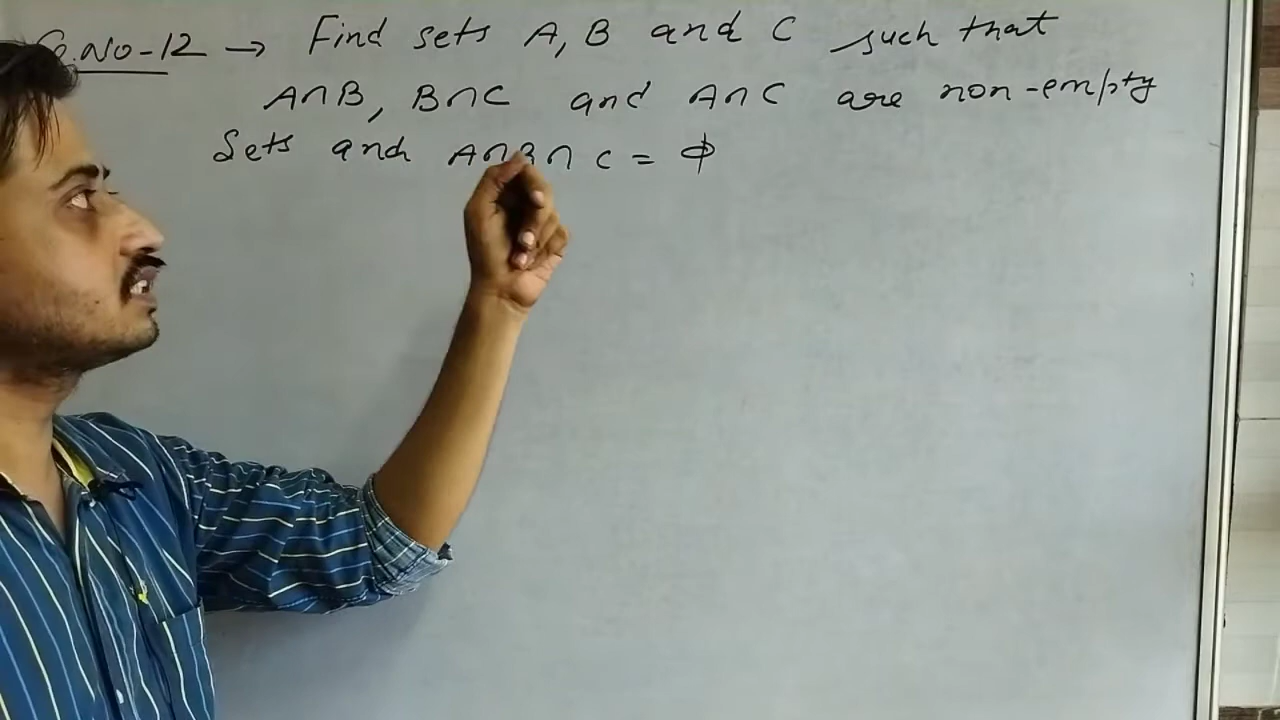 Q.No-12 → Find sets A, B and C such that
A∩B, B∩C and A∩C are non-empty
Sets and A∩B∩C = ϕ